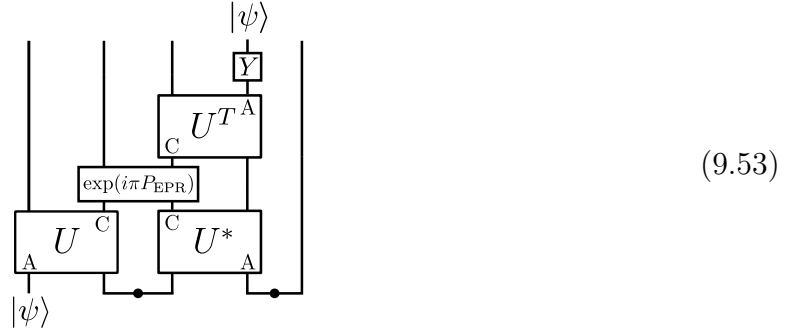 |ψ⟩
Y
U^T A
C
exp(iπP_EPR)
(9.53)
C
U
A
C
U*
A
|ψ⟩